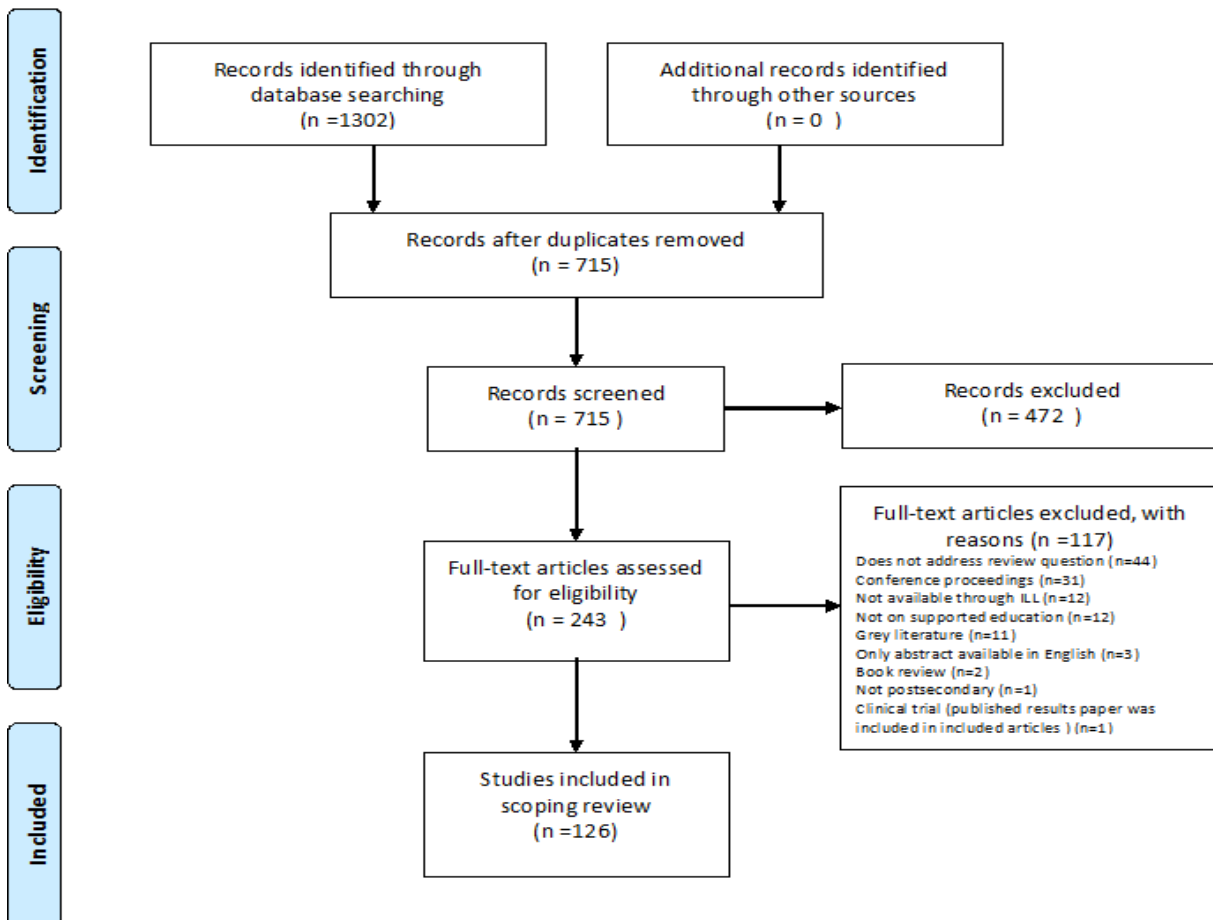 Identification
Records identified through
database searching
(n =1302)
Additional records identified
through other sources
(n = 0 )
Records after duplicates removed
(n = 715)
Screening
Records screened
(n = 715 )
Records excluded
(n = 472 )
Eligibility
Full-text articles assessed
for eligibility
(n = 243 )
Full-text articles excluded, with
reasons (n =117)
Does not address review question (n=44)
Conference proceedings (n=31)
Not available through ILL (n=12)
Not on supported education (n=12)
Grey literature (n=11)
Only abstract available in English (n=3)
Book review (n=2)
Not postsecondary (n=1)
Clinical trial (published results paper was
included in included articles ) (n=1)
Included
Studies included in
scoping review
(n =126)